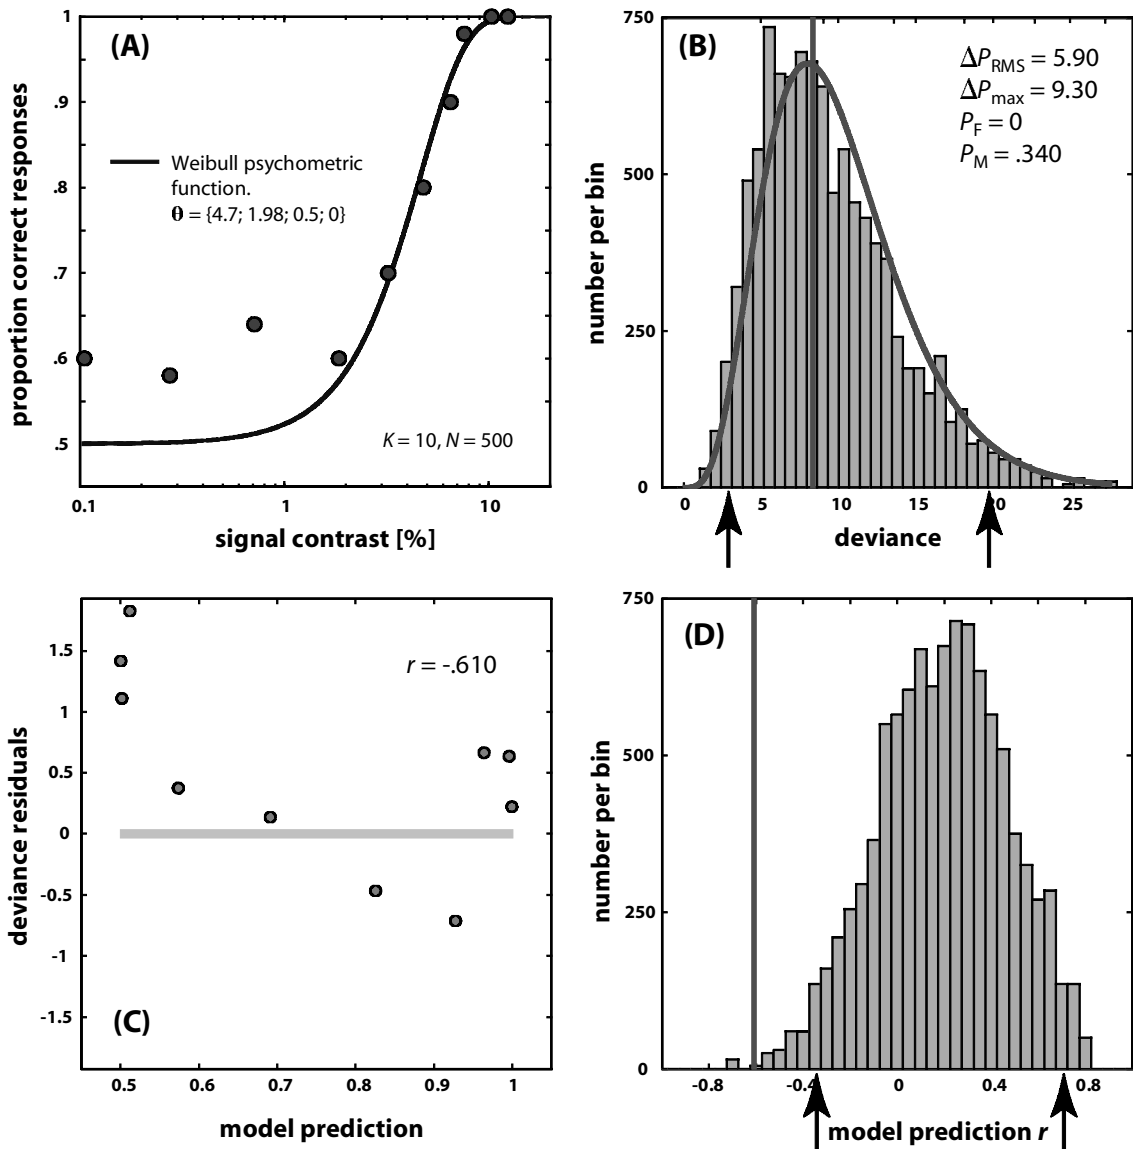 (A)
1
.9
.8
.7
.6
.5
proportion correct responses
Weibull psychometric
function.
θ = {4.7; 1.98; 0.5; 0}
K = 10, N = 500
0.1
1
10
signal contrast [%]
(B)
750
500
250
0
number per bin
ΔP_RMS = 5.90
ΔP_max = 9.30
P_F = 0
P_M = .340
0
5
10
15
20
25
deviance
(C)
1.5
1
0.5
0
-0.5
-1
-1.5
deviance residuals
r = -.610
0.5
0.6
0.7
0.8
0.9
1
model prediction
(D)
750
500
250
0
number per bin
-0.8
-0.4
0
0.4
0.8
model prediction r